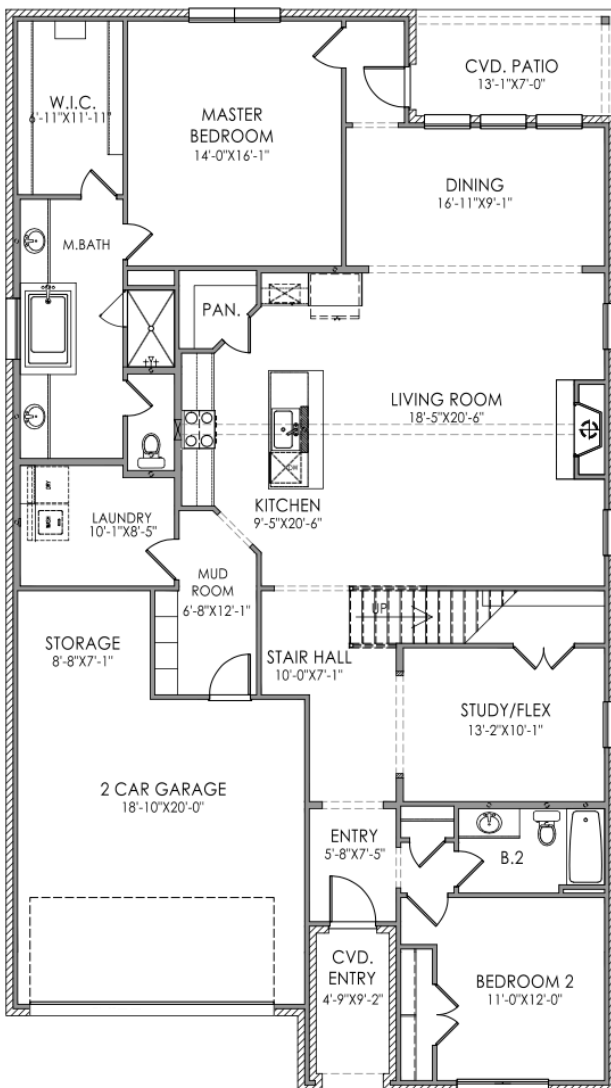 CVD. PATIO
13'-1"X7'-0"
W.I.C.
6'-11"X11'-11"
MASTER
BEDROOM
14'-0"X16'-1"
DINING
16'-11"X9'-1"
M.BATH
PAN.
LIVING ROOM
18'-5"X20'-6"
KITCHEN
9'-5"X20'-6"
DW
DRY
WASH
LAUNDRY
10'-1"X8'-5"
MUD
ROOM
6'-8"X12'-1"
UP
STORAGE
8'-8"X7'-1"
STAIR HALL
10'-0"X7'-1"
STUDY/FLEX
13'-2"X10'-1"
2 CAR GARAGE
18'-10"X20'-0"
ENTRY
5'-8"X7'-5"
B.2
CVD.
ENTRY
4'-9"X9'-2"
BEDROOM 2
11'-0"X12'-0"